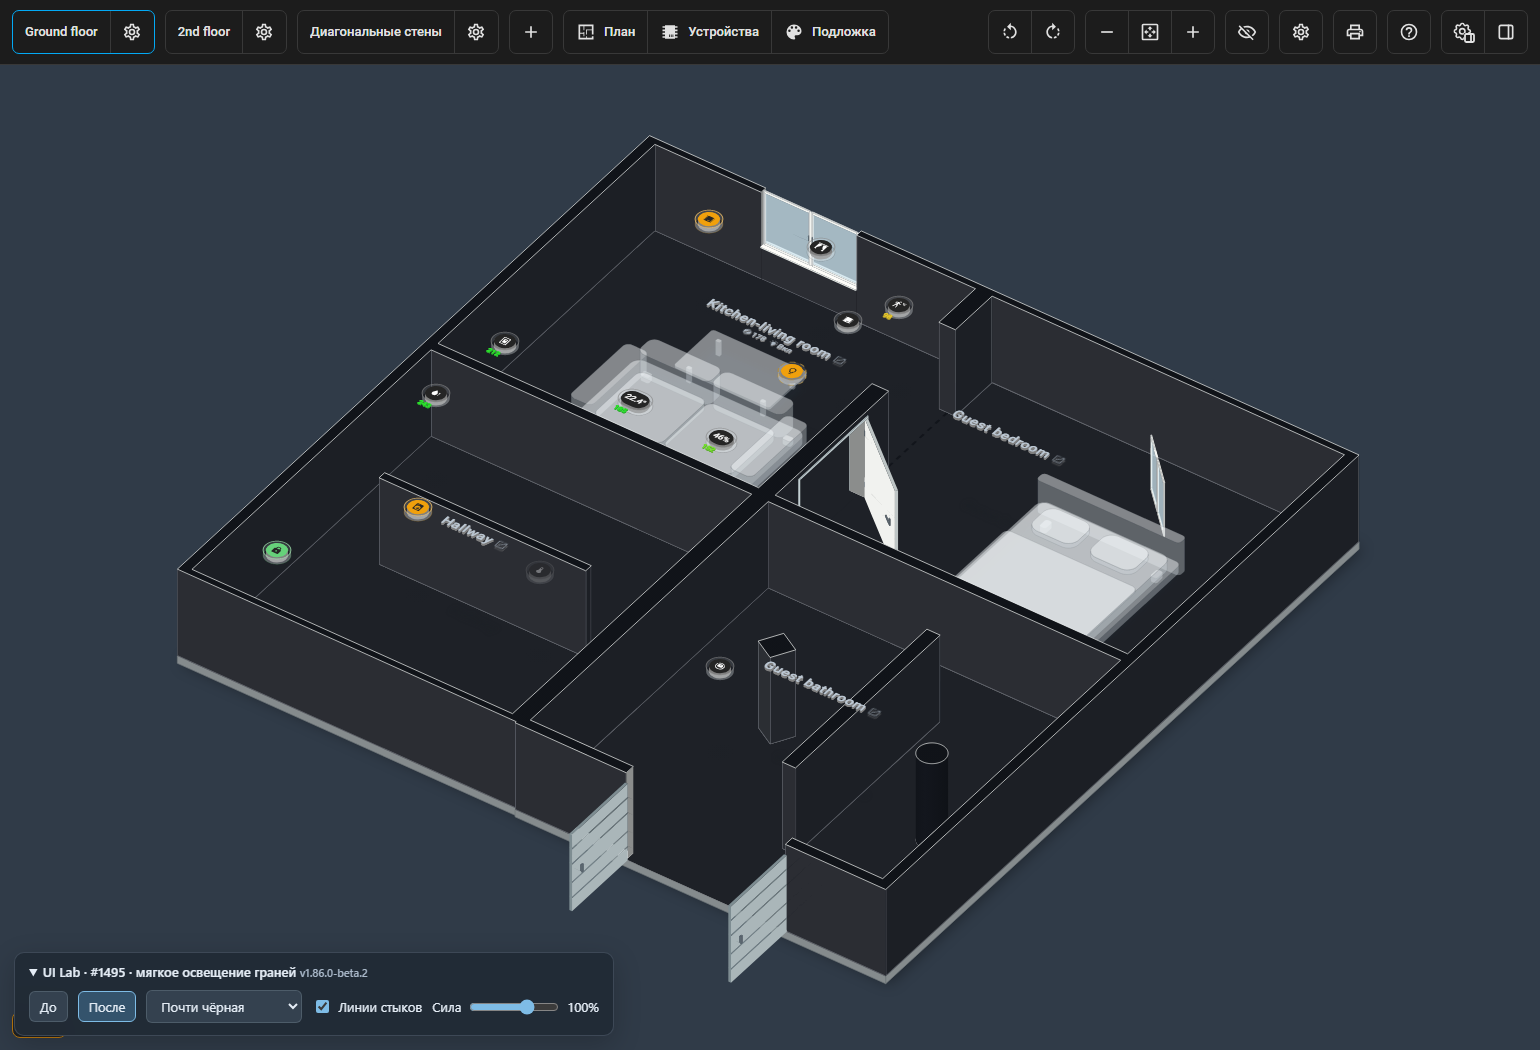 Ground floor
2nd floor
Диагональные стены
План
Устройства
Подложка
Kitchen-living room
22.4°
46%
Guest bedroom
Hallway
Guest bathroom
▼ UI Lab · #1495 · мягкое освещение граней v1.86.0-beta.2
До
После
Почти чёрная
Линии стыков
Сила
100%